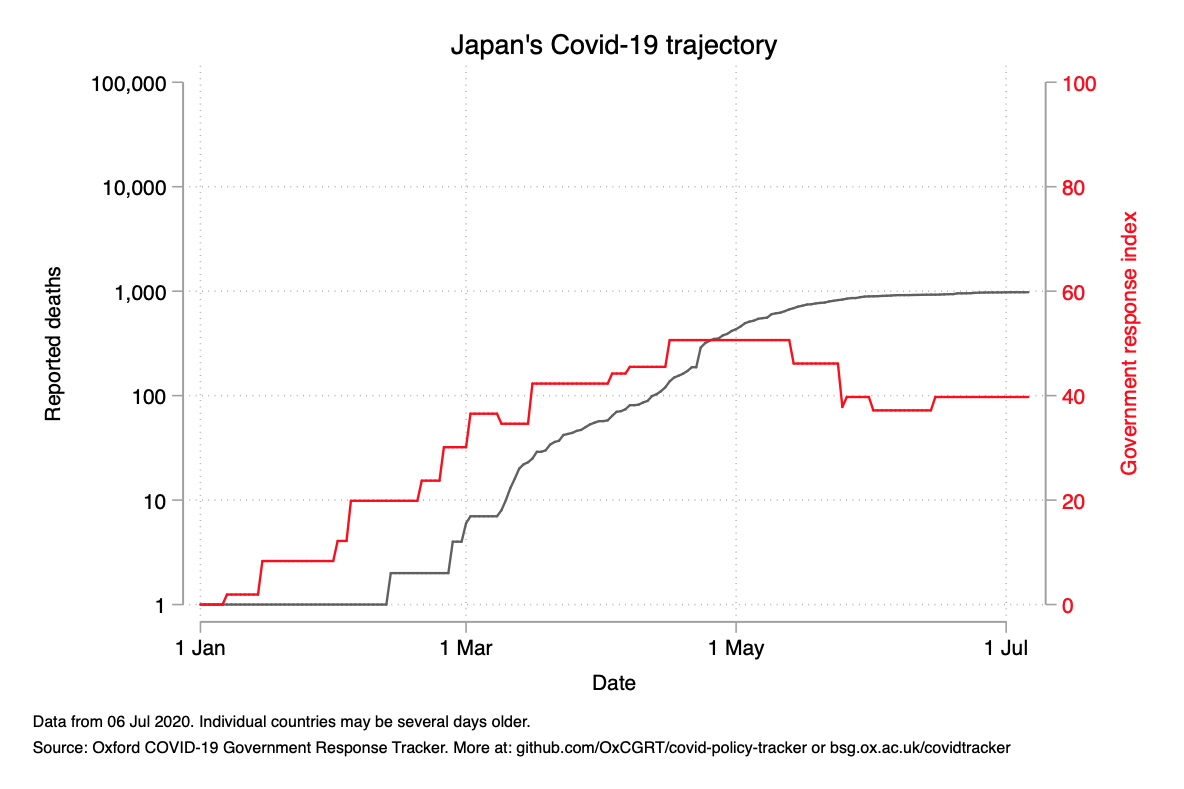 Japan's Covid-19 trajectory
100,000
10,000
1,000
100
10
1
Reported deaths
100
80
60
40
20
0
Government response index
1 Jan
1 Mar
1 May
1 Jul
Date
Data from 06 Jul 2020. Individual countries may be several days older.
Source: Oxford COVID-19 Government Response Tracker. More at: github.com/OxCGRT/covid-policy-tracker or bsg.ox.ac.uk/covidtracker